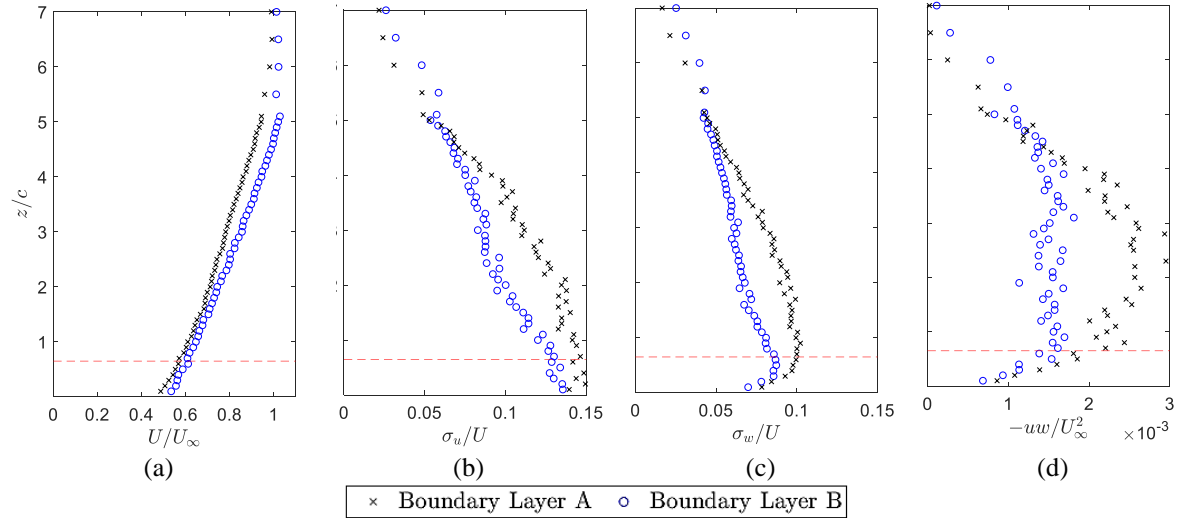 7
6
5
4
3
2
1
z/c
0 0.2 0.4 0.6 0.8 1
U/U∞
(a)
0 0.05 0.1 0.15
σu/U
(b)
0 0.05 0.1 0.15
σw/U
(c)
0 1 2 3
−uw/U²∞ ×10⁻³
(d)
× Boundary Layer A ○ Boundary Layer B